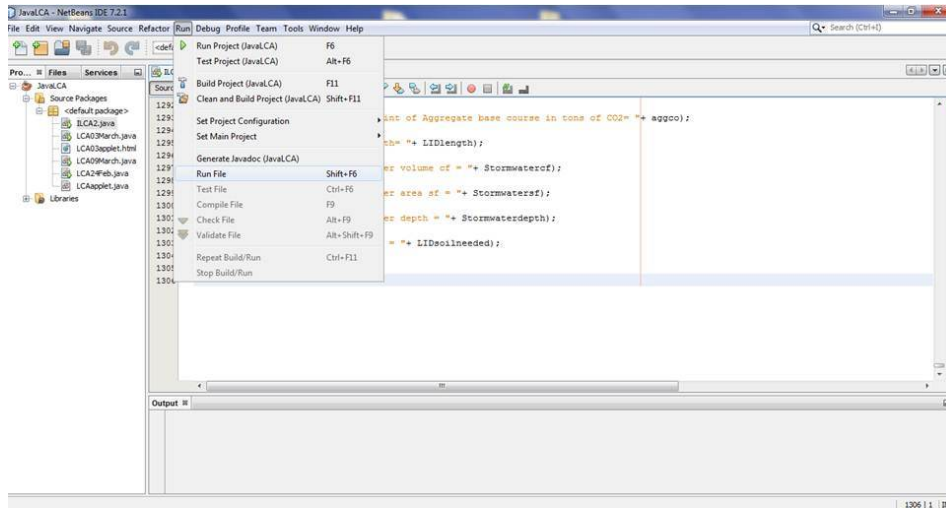 JavaLCA - NetBeans IDE 7.2.1
File Edit View Navigate Source Refactor Run Debug Profile Team Tools Window Help
Search (Ctrl+I)
<defa
Run Project (JavaLCA) F6
Test Project (JavaLCA) Alt+F6
Build Project (JavaLCA) F11
Clean and Build Project (JavaLCA) Shift+F11
Set Project Configuration
Set Main Project
Generate Javadoc (JavaLCA)
Run File Shift+F6
Test File Ctrl+F6
Compile File F9
Check File Alt+F9
Validate File Alt+Shift+F9
Repeat Build/Run Ctrl+F11
Stop Build/Run
Pro... Files Services
JavaLCA
Source Packages
<default package>
ILCA2.java
LCA03March.java
LCA03applet.html
LCA09March.java
LCA24Feb.java
LCAapplet.java
Libraries
int of Aggregate base course in tons of CO2= "+ aggco);
th= "+ LIDlength);
er volume cf = "+ Stormwatercf);
er area sf = "+ Stormwatersf);
er depth = "+ Stormwaterdepth);
= "+ LIDsoilneeded);
Output
1306 | 1